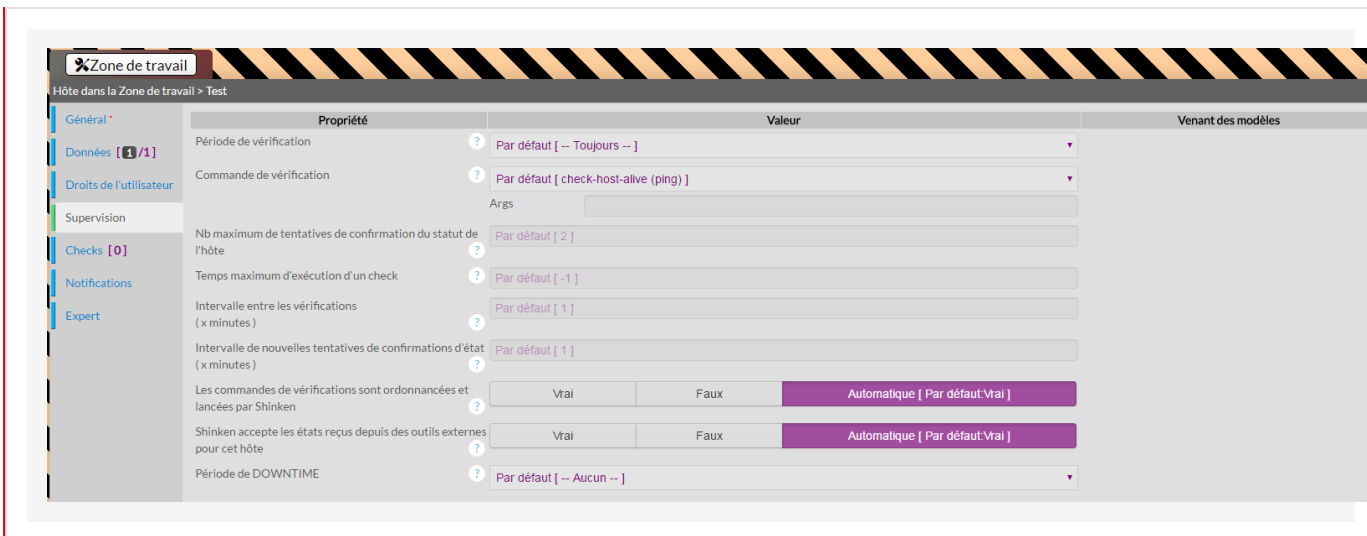 Zone de travail
Hôte dans la Zone de travail > Test
Général *
Données [ 1 /1 ]
Droits de l'utilisateur
Supervision
Checks [ 0 ]
Notifications
Expert
Propriété
Valeur
Venant des modèles
Période de vérification
?
Par défaut [ -- Toujours -- ]
Commande de vérification
?
Par défaut [ check-host-alive (ping) ]
Args
Nb maximum de tentatives de confirmation du statut de
l'hôte
?
Par défaut [ 2 ]
Temps maximum d'exécution d'un check
?
Par défaut [ -1 ]
Intervalle entre les vérifications
( x minutes )
?
Par défaut [ 1 ]
Intervalle de nouvelles tentatives de confirmations d'état
( x minutes )
?
Par défaut [ 1 ]
Les commandes de vérifications sont ordonnancées et
lancées par Shinken
?
Vrai
Faux
Automatique [ Par défaut:Vrai ]
Shinken accepte les états reçus depuis des outils externes
pour cet hôte
?
Vrai
Faux
Automatique [ Par défaut:Vrai ]
Période de DOWNTIME
?
Par défaut [ -- Aucun -- ]